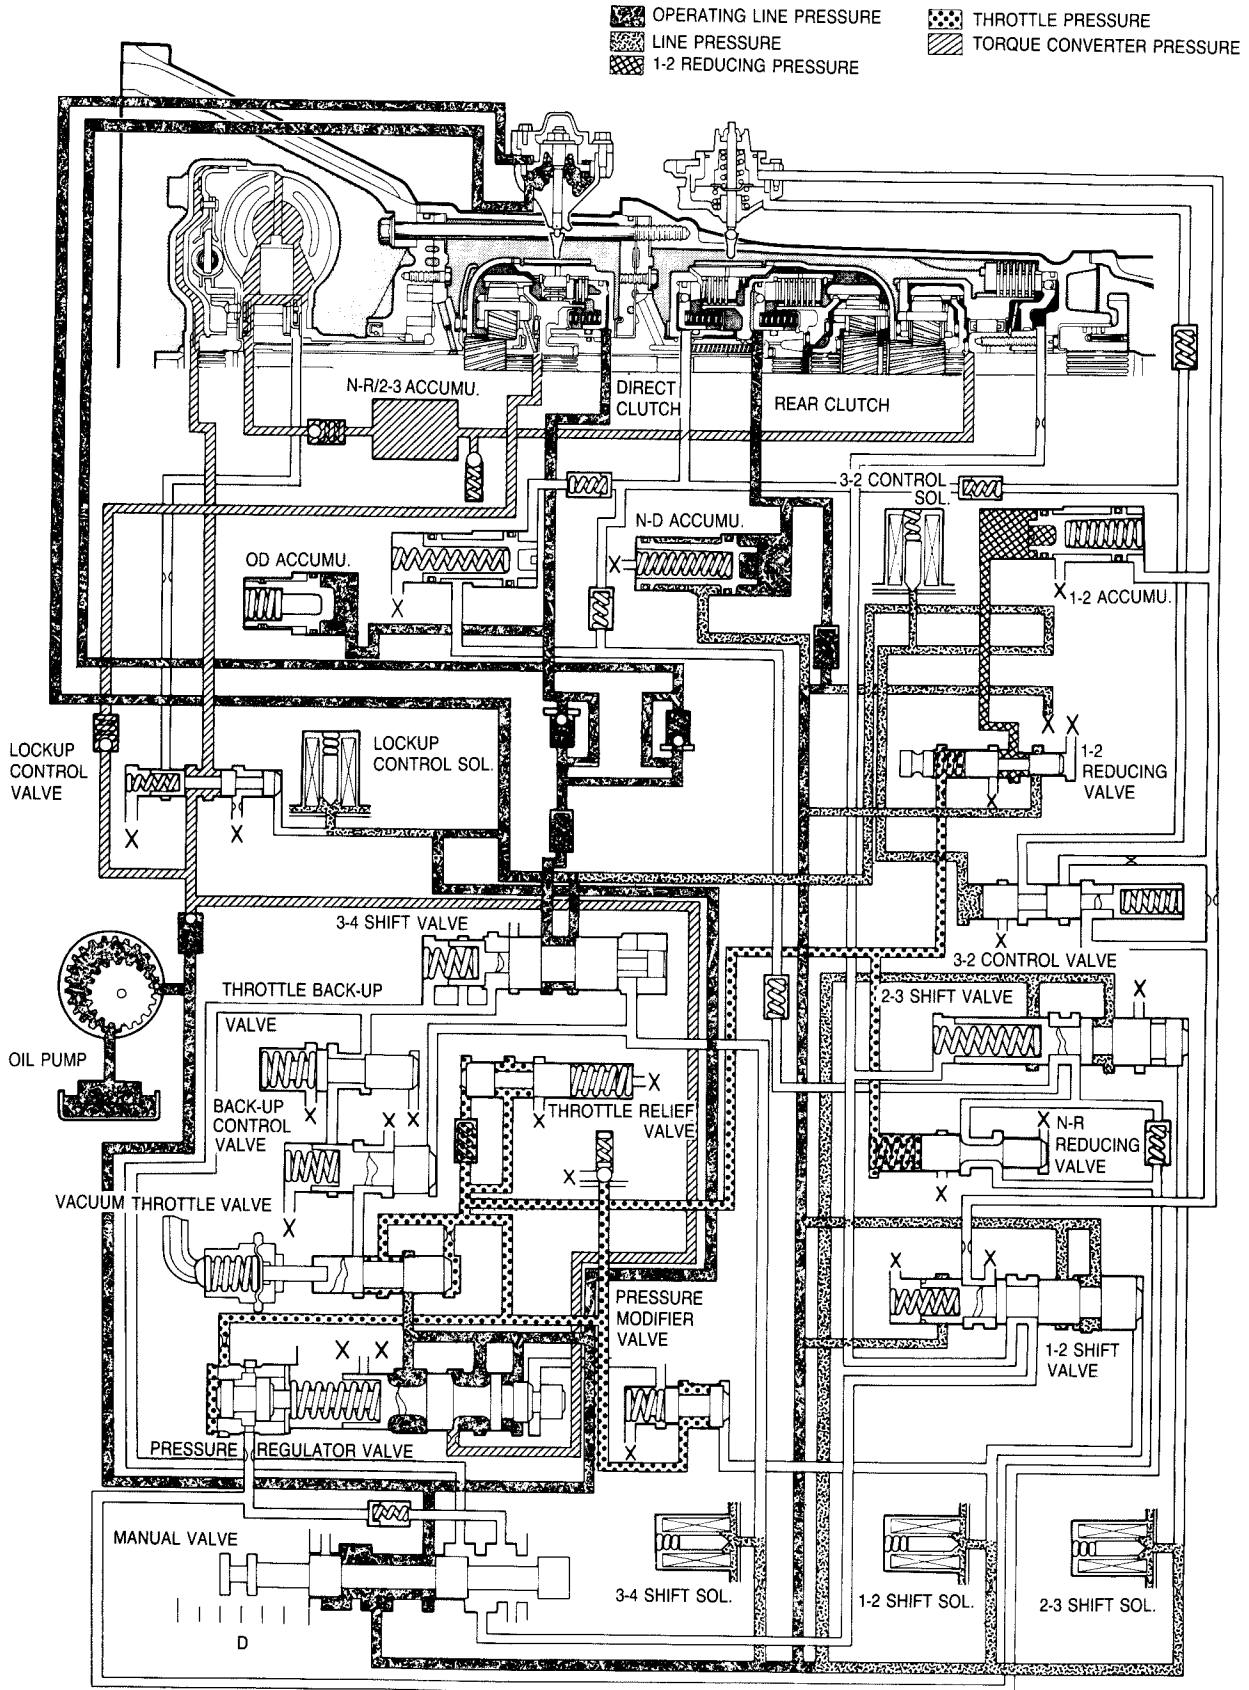 OPERATING LINE PRESSURE
LINE PRESSURE
1-2 REDUCING PRESSURE
THROTTLE PRESSURE
TORQUE CONVERTER PRESSURE
N-R/2-3 ACCUMU.
DIRECT
CLUTCH
REAR CLUTCH
3-2 CONTROL
SOL.
N-D ACCUMU.
OD ACCUMU.
X
X
X
1-2 ACCUMU.
LOCKUP
CONTROL
VALVE
LOCKUP
CONTROL SOL.
X
X
1-2
REDUCING
VALVE
X
X
X
X
3-4 SHIFT VALVE
X
3-2 CONTROL VALVE
THROTTLE BACK-UP
VALVE
2-3 SHIFT VALVE
X
OIL PUMP
BACK-UP
CONTROL
VALVE
X
X
X
X
X
THROTTLE RELIEF
VALVE
X
N-R
REDUCING
VALVE
X
X
VACUUM THROTTLE VALVE
X
X
X
PRESSURE
MODIFIER
VALVE
X
X
1-2 SHIFT
VALVE
PRESSURE REGULATOR VALVE
X
MANUAL VALVE
3-4 SHIFT SOL.
1-2 SHIFT SOL.
2-3 SHIFT SOL.
D